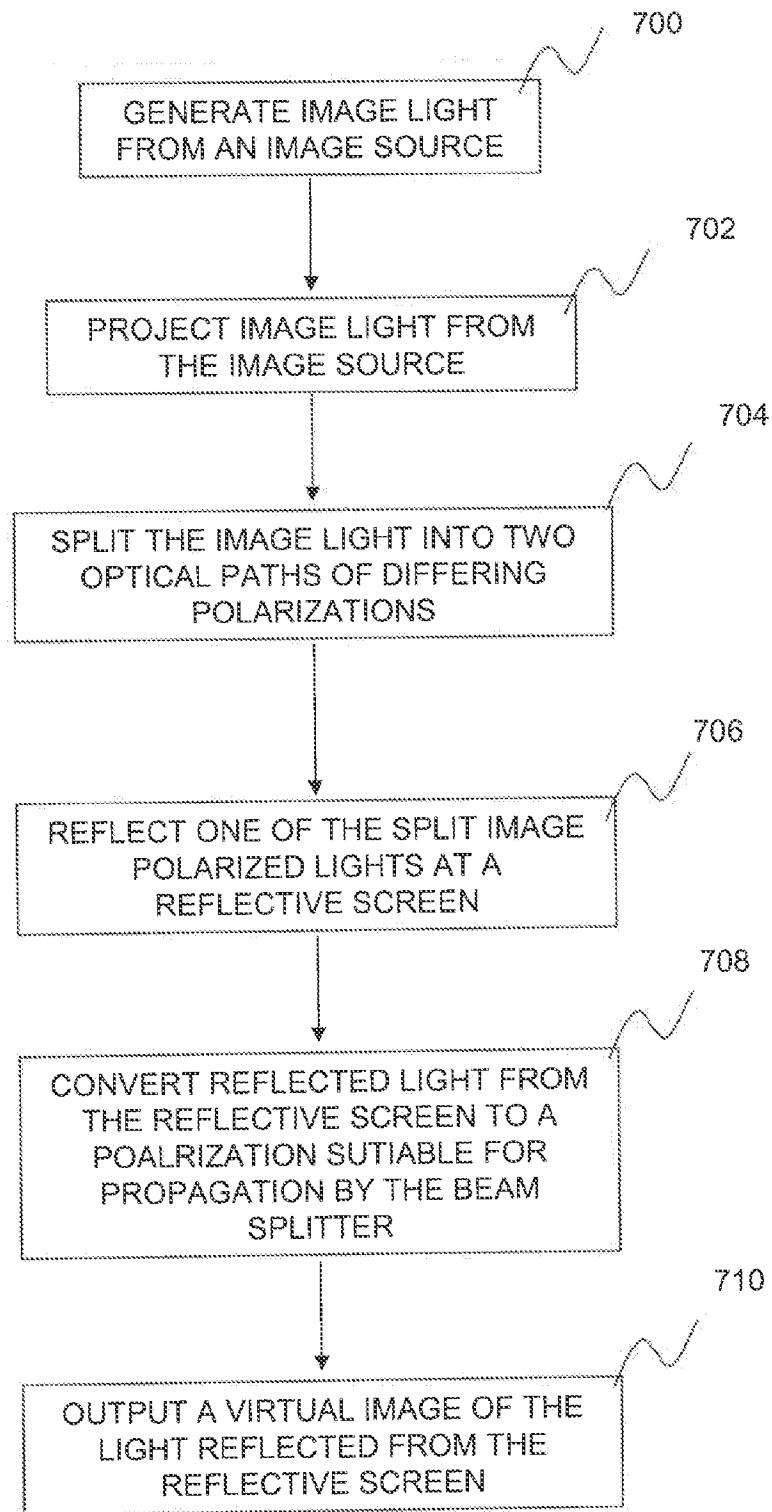 700
GENERATE IMAGE LIGHT
FROM AN IMAGE SOURCE
702
PROJECT IMAGE LIGHT FROM
THE IMAGE SOURCE
704
SPLIT THE IMAGE LIGHT INTO TWO
OPTICAL PATHS OF DIFFERING
POLARIZATIONS
706
REFLECT ONE OF THE SPLIT IMAGE
POLARIZED LIGHTS AT A
REFLECTIVE SCREEN
708
CONVERT REFLECTED LIGHT FROM
THE REFLECTIVE SCREEN TO A
POALRIZATION SUTIABLE FOR
PROPAGATION BY THE BEAM
SPLITTER
710
OUTPUT A VIRTUAL IMAGE OF THE
LIGHT REFLECTED FROM THE
REFLECTIVE SCREEN